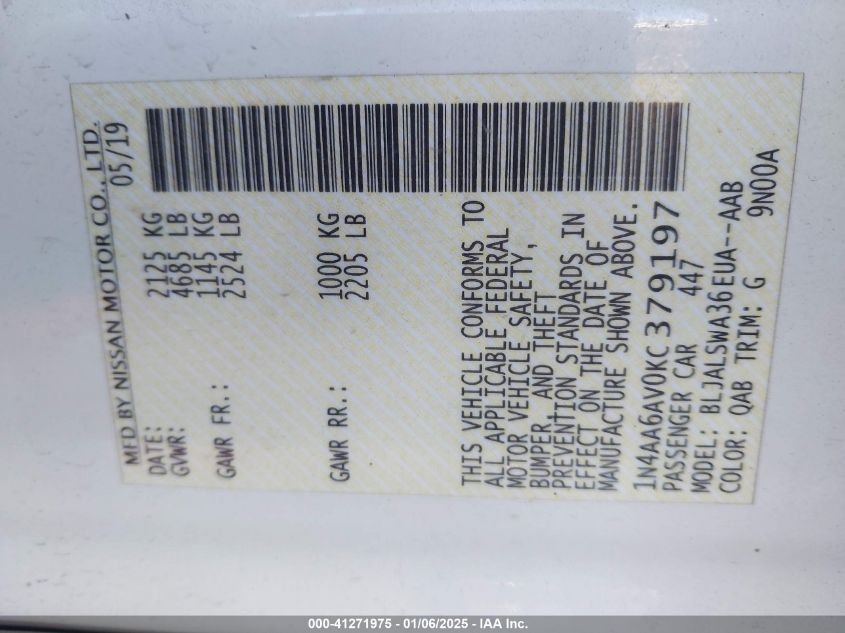 MFD BY NISSAN MOTOR CO., LTD.
DATE: 05/19
GVWR: 2125 KG
4685 LB
GAWR FR.: 1145 KG
2524 LB
GAWR RR.: 1000 KG
2205 LB
THIS VEHICLE CONFORMS TO
ALL APPLICABLE FEDERAL
MOTOR VEHICLE SAFETY,
BUMPER, AND THEFT
PREVENTION STANDARDS IN
EFFECT ON THE DATE OF
MANUFACTURE SHOWN ABOVE.
1N4AA6AV0KC379197
PASSENGER CAR 447
MODEL: BLJALSWA36EUA--AAB
COLOR: QAB TRIM: G 9N00A
000-41271975 - 01/06/2025 - IAA Inc.